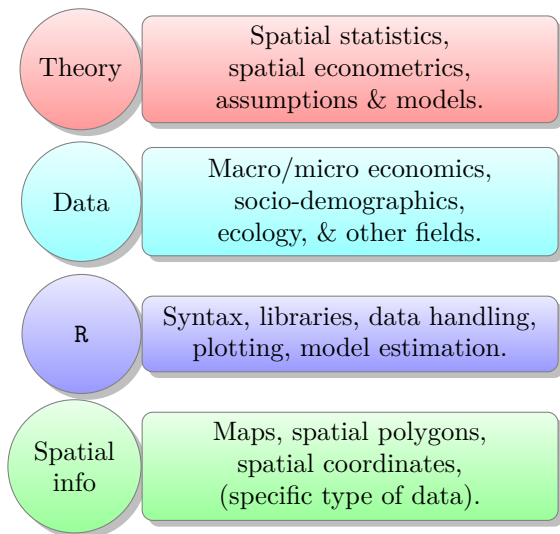 Theory
Spatial statistics,
spatial econometrics,
assumptions & models.
Data
Macro/micro economics,
socio-demographics,
ecology, & other fields.
R
Syntax, libraries, data handling,
plotting, model estimation.
Spatial
info
Maps, spatial polygons,
spatial coordinates,
(specific type of data).